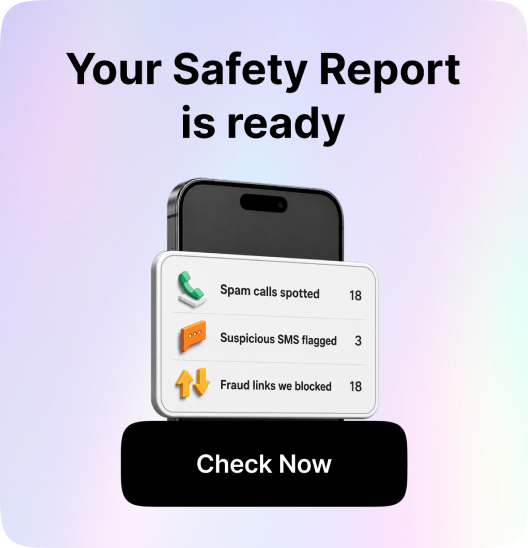 Your Safety Report
is ready
Spam calls spotted 18
Suspicious SMS flagged 3
Fraud links we blocked 18
Check Now